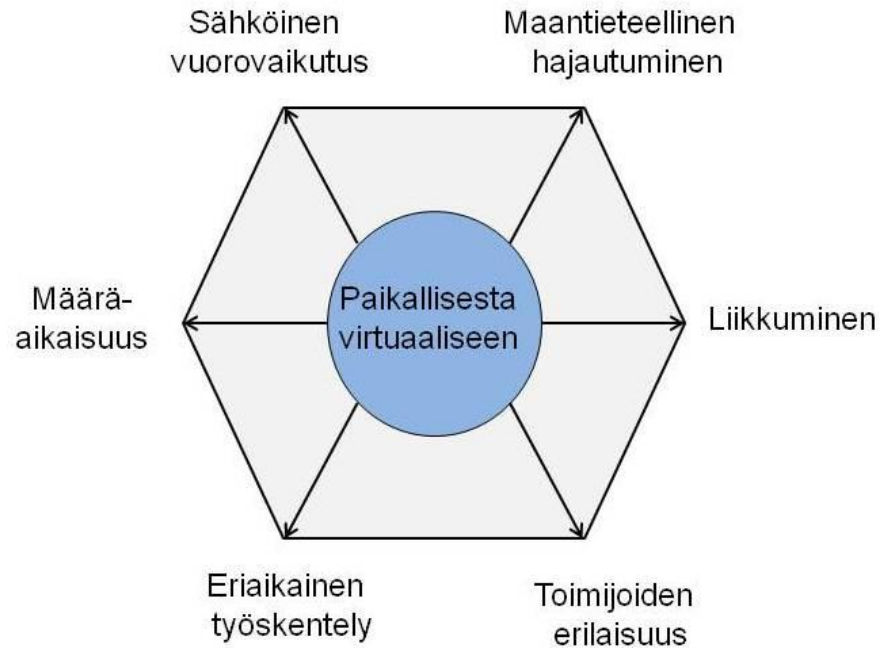 Sähköinen
vuorovaikutus
Maantieteellinen
hajautuminen
Määrä-
aikaisuus
Paikallisesta
virtuaaliseen
Liikkuminen
Eriaikainen
työskentely
Toimijoiden
erilaisuus